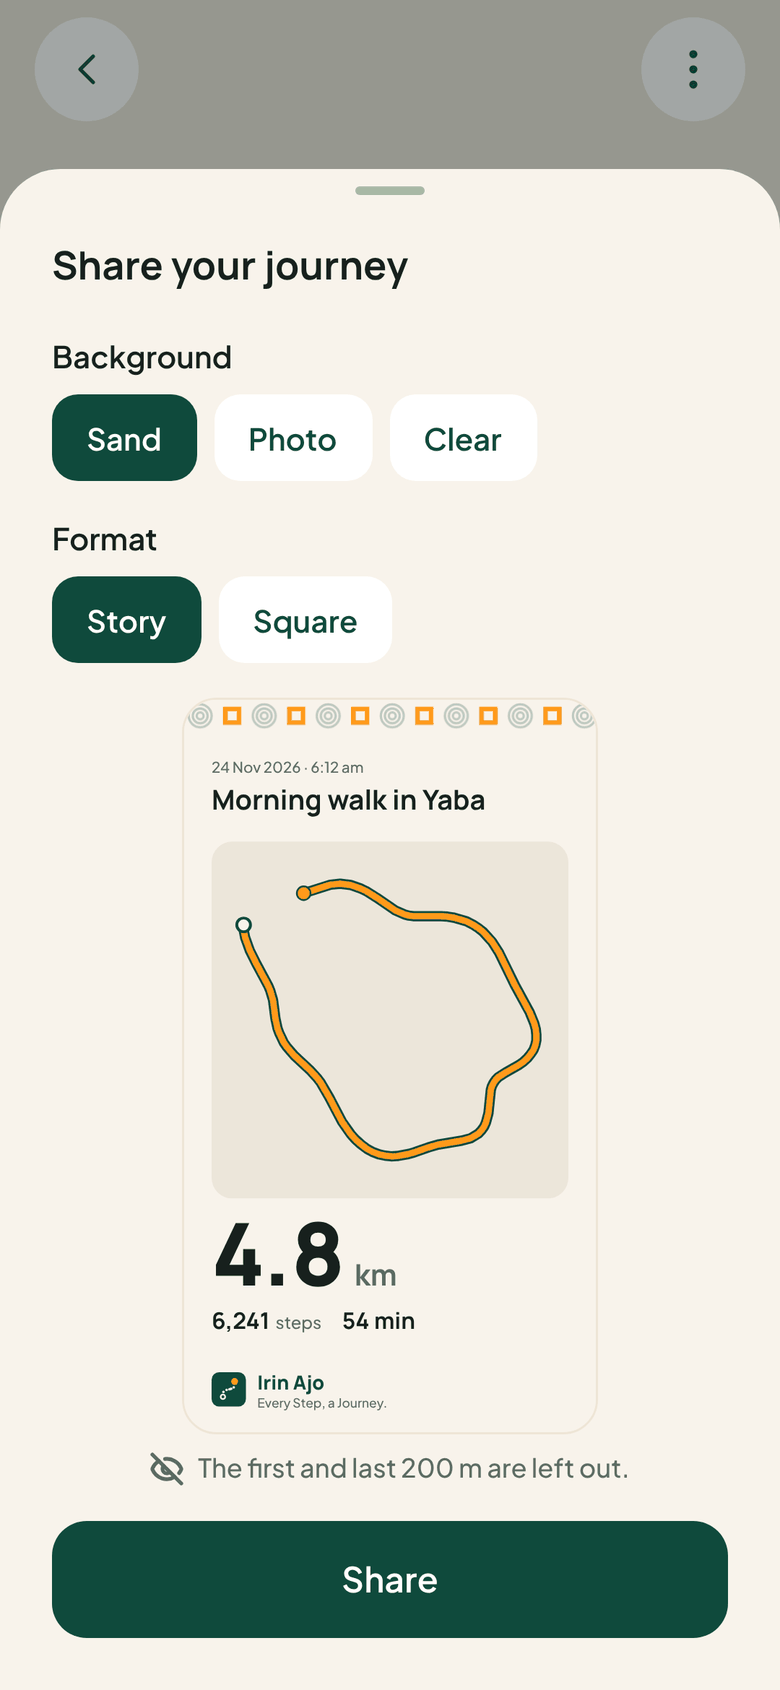 Share your journey
Background
Sand Photo Clear
Format
Story Square
24 Nov 2026 · 6:12 am
Morning walk in Yaba
4.8 km
6,241 steps 54 min
Irin Ajo
Every Step, a Journey.
The first and last 200 m are left out.
Share